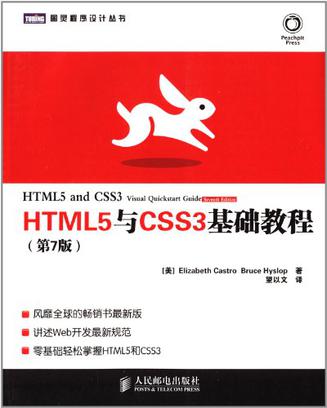 TURING 图灵程序设计丛书
Peachpit
Press
HTML5 and CSS3 Visual Quickstart Guide Seventh Edition
HTML5与CSS3基础教程
（第7版）
[美] Elizabeth Castro Bruce Hyslop 著
望以文 译
风靡全球的畅销书最新版
讲述Web开发最新规范
零基础轻松掌握HTML5和CSS3
人民邮电出版社
POSTS & TELECOM PRESS